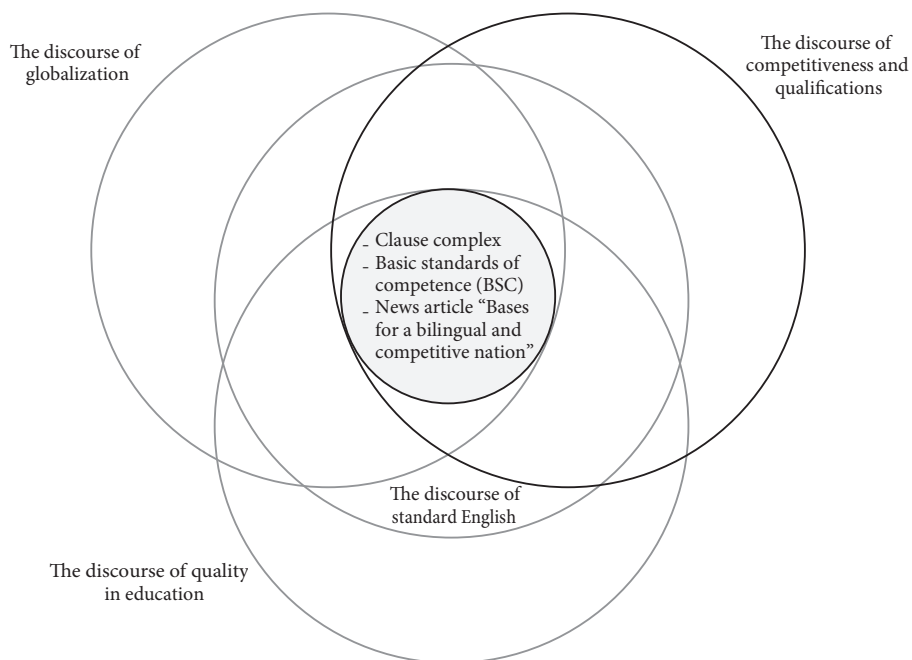 The discourse of
globalization
The discourse of
competitiveness and
qualifications
- Clause complex
- Basic standards of
competence (BSC)
- News article “Bases
for a bilingual and
competitive nation”
The discourse of
standard English
The discourse of quality
in education